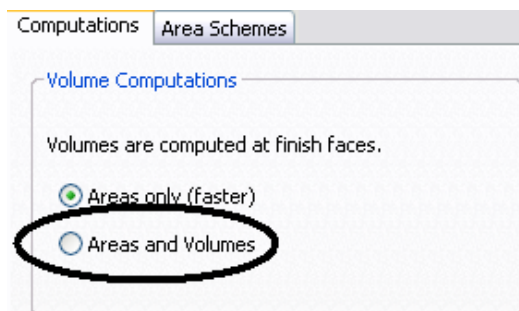 Computations Area Schemes
Volume Computations
Volumes are computed at finish faces.
Areas only (faster)
Areas and Volumes